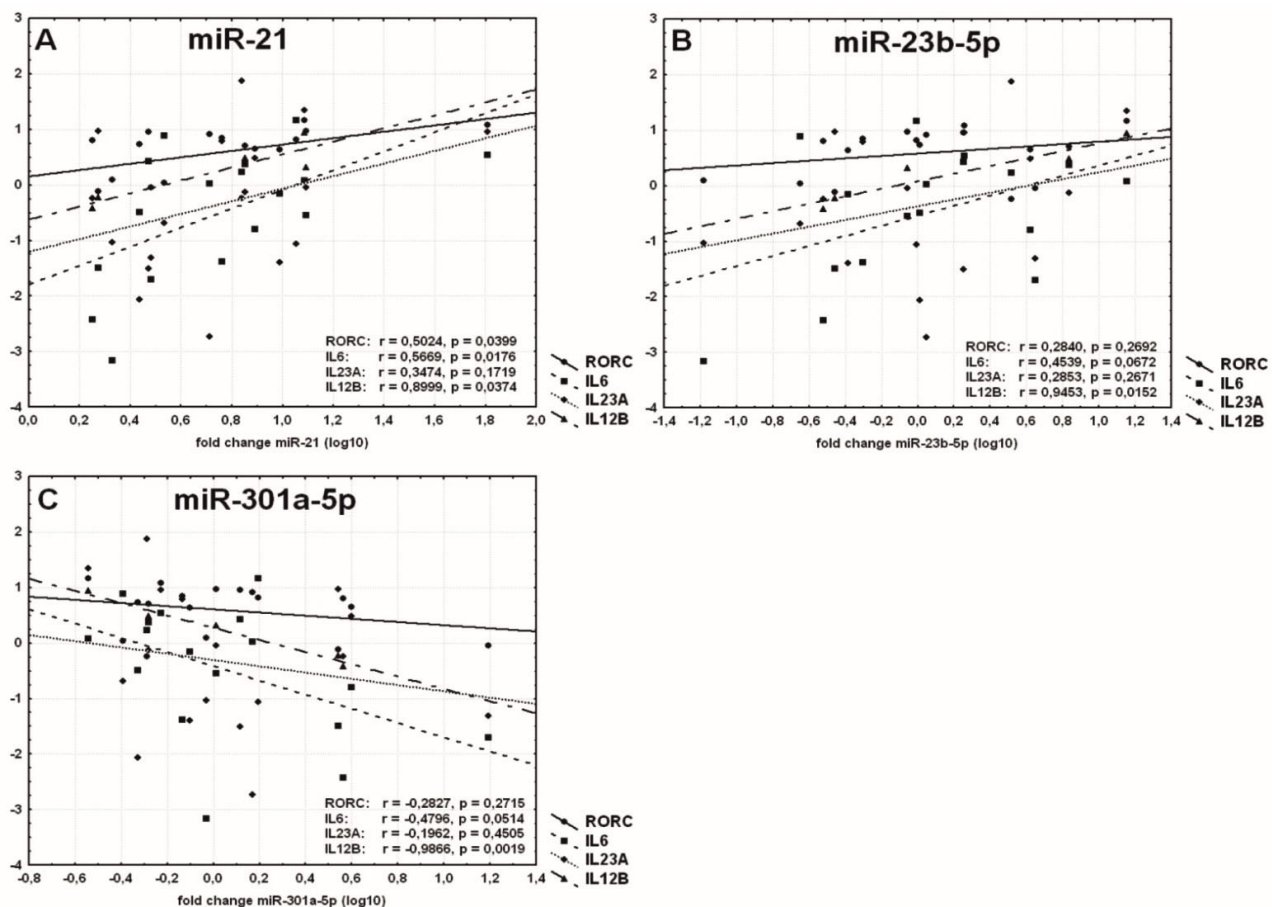 A
miR-21
3
2
1
0
-1
-2
-3
-4
0,0 0,2 0,4 0,6 0,8 1,0 1,2 1,4 1,6 1,8 2,0
fold change miR-21 (log10)
RORC: r = 0,5024, p = 0,0399
IL6: r = 0,5669, p = 0,0176
IL23A: r = 0,3474, p = 0,1719
IL12B: r = 0,8999, p = 0,0374
RORC
IL6
IL23A
IL12B
B
miR-23b-5p
3
2
1
0
-1
-2
-3
-4
-1,4 -1,2 -1,0 -0,8 -0,6 -0,4 -0,2 0,0 0,2 0,4 0,6 0,8 1,0 1,2 1,4
fold change miR-23b-5p (log10)
RORC: r = 0,2840, p = 0,2692
IL6: r = 0,4539, p = 0,0672
IL23A: r = 0,2853, p = 0,2671
IL12B: r = 0,9453, p = 0,0152
RORC
IL6
IL23A
IL12B
C
miR-301a-5p
3
2
1
0
-1
-2
-3
-4
-0,8 -0,6 -0,4 -0,2 0,0 0,2 0,4 0,6 0,8 1,0 1,2 1,4
fold change miR-301a-5p (log10)
RORC: r = -0,2827, p = 0,2715
IL6: r = -0,4796, p = 0,0514
IL23A: r = -0,1962, p = 0,4505
IL12B: r = -0,9866, p = 0,0019
RORC
IL6
IL23A
IL12B